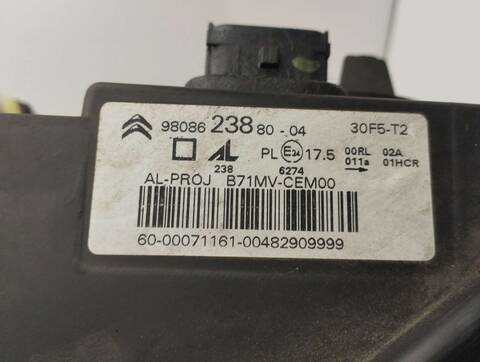 98086 238 80 - 04 30F5-T2
AL 238 PL E24 17.5 6274 00RL 02A
011a 01HCR
AL-PROJ B71MV-CEM00
60-00071161-00482909999